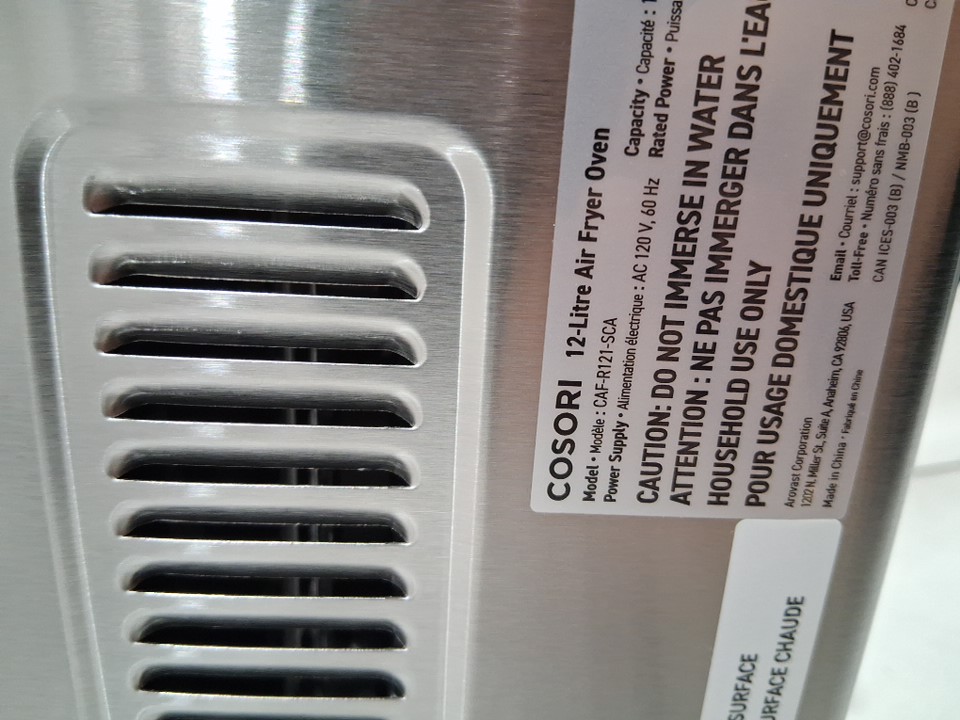 COSORI 12-Litre Air Fryer Oven
Model • Modèle : CAF-R121-SCA
Capacity • Capacité : 1
Power Supply • Alimentation électrique : AC 120 V, 60 Hz
Rated Power • Puissa
CAUTION: DO NOT IMMERSE IN WATER
ATTENTION : NE PAS IMMERGER DANS L'EA
HOUSEHOLD USE ONLY
POUR USAGE DOMESTIQUE UNIQUEMENT
Arovast Corporation
1202 N. Miller St., Suite A, Anaheim, CA 92806, USA
Made in China • Fabriqué en Chine
Email • Courriel : support@cosori.com
Toll-Free • Numéro sans frais : (888) 402-1684
CAN ICES-003 (B) / NMB-003 (B)
SURFACE
URFACE CHAUDE